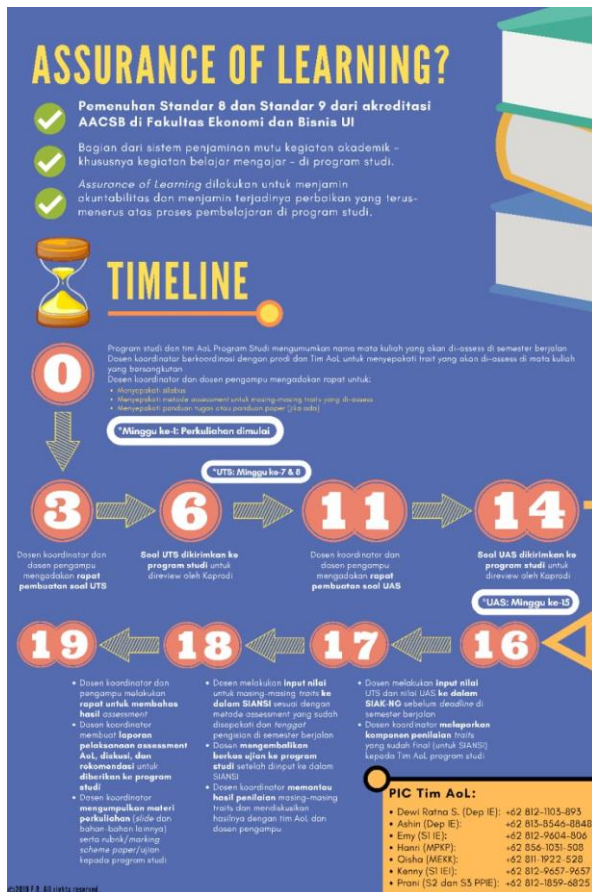 ASSURANCE OF LEARNING?
Pemenuhan Standar 8 dan Standar 9 dari akreditasi
AACSB di Fakultas Ekonomi dan Bisnis UI
Bagian dari sistem penjaminan mutu kegiatan akademik -
khususnya kegiatan belajar mengajar - di program studi.
Assurance of Learning dilakukan untuk menjamin
akuntabilitas dan menjamin terjadinya perbaikan yang terus-
menerus atas proses pembelajaran di program studi.
TIMELINE
0
Program studi dan tim AoL Program Studi mengumumkan nama mata kuliah yang akan di-assess di semester berjalan
Dosen koordinator berkoordinasi dengan prodi dan Tim AoL untuk menyepakati trait yang akan di-assess di mata kuliah
yang bersangkutan
Dosen koordinator dan dosen pengampu mengadakan rapat untuk:
• Menyepakati silabus
• Menyepakati metode assessment untuk masing-masing traits yang di-assess
• Menyepakati panduan tugas atau panduan paper (jika ada)
*Minggu ke-1: Perkuliahan dimulai
*UTS: Minggu ke-7 & 8
3
6
11
14
Dosen koordinator dan
dosen pengampu
mengadakan rapat
pembuatan soal UTS
Soal UTS dikirimkan ke
program studi untuk
direview oleh Kaprodi
Dosen koordinator dan
dosen pengampu
mengadakan rapat
pembuatan soal UAS
Soal UAS dikirimkan ke
program studi untuk
direview oleh Kaprodi
*UAS: Minggu ke-15
19
18
17
16
• Dosen koordinator dan
pengampu melakukan
rapat untuk membahas
hasil assessment
• Dosen koordinator
membuat laporan
pelaksanaan assessment
AoL, diskusi, dan
rekomendasi untuk
diberikan ke program
studi
• Dosen koordinator
mengumpulkan materi
perkuliahan (slide dan
bahan-bahan lainnya)
serta rubrik/marking
scheme paper/ujian
kepada program studi
• Dosen melakukan input nilai
untuk masing-masing traits ke
dalam SIANSI sesuai dengan
metode assessment yang sudah
disepakati dan tenggat
pengisian di semester berjalan
• Dosen mengembalikan
berkas ujian ke program
studi setelah diinput ke dalam
SIANSI
• Dosen koordinator memantau
hasil penilaian masing-masing
traits dan mendiskusikan
hasilnya dengan tim AoL dan
dosen pengampu
• Dosen melakukan input nilai
UTS dan nilai UAS ke dalam
SIAK-NG sebelum deadline di
semester berjalan
• Dosen koordinator melaporkan
komponen penilaian traits
yang sudah final (untuk SIANSI)
kepada Tim AoL program studi
PIC Tim AoL:
• Dewi Ratna S. (Dep IE): +62 812-1103-893
• Ashin (Dep IE): +62 813-8546-8848
• Emy (S1 IE): +62 812-9604-806
• Hanri (MPKP): +62 856-1031-508
• Qisha (MEKK): +62 811-1922-528
• Kenny (S1 IEI): +62 812-9657-9657
• Prani (S2 dan S3 PPIE): +62 812-1859-6825
©2019 F.R. All rights reserved